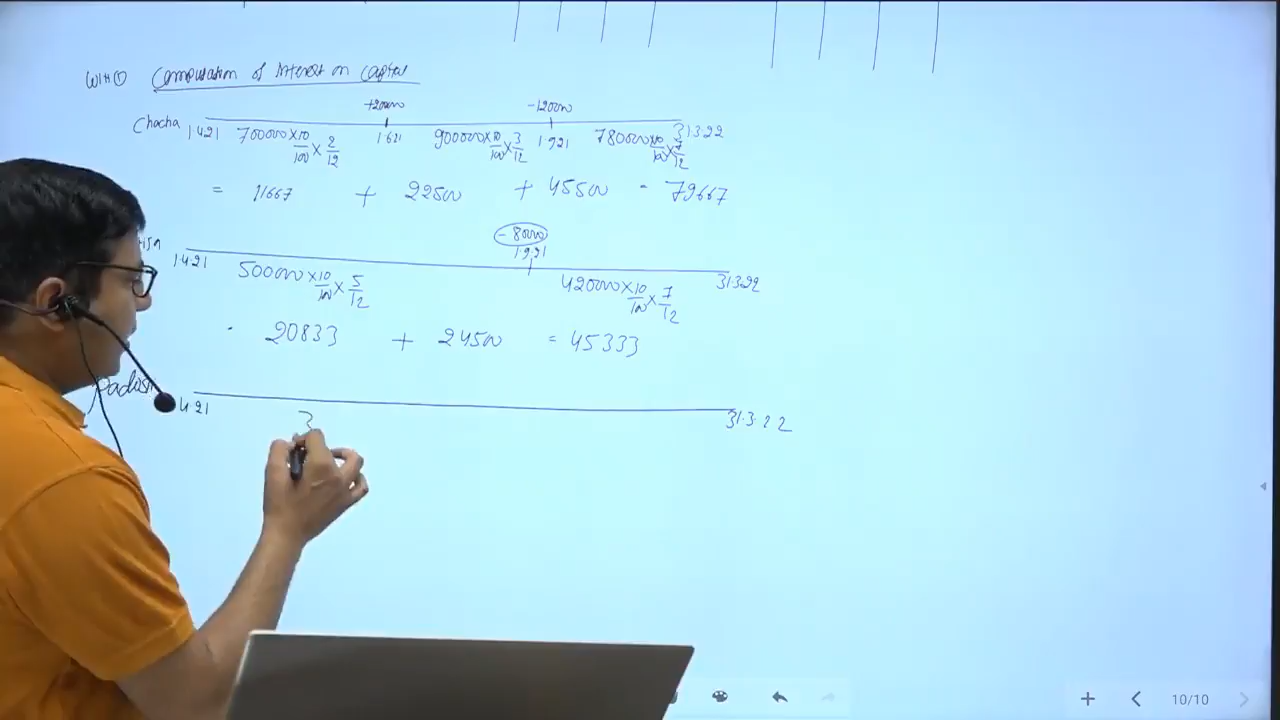 WN① Computation of Interest on Capital
+200000 -120000
Chacha 1.4.21 700000×10/100×2/12 1.6.21 900000×10/100×3/12 1.9.21 780000×10/100×7/12 31.3.22
= 11667 + 22500 + 45500 = 79667
-80000
1.9.21
1.4.21 500000×10/100×5/12 420000×10/100×7/12 31.3.22
= 20833 + 24500 = 45333
4.21 31.3.22
3
10/10